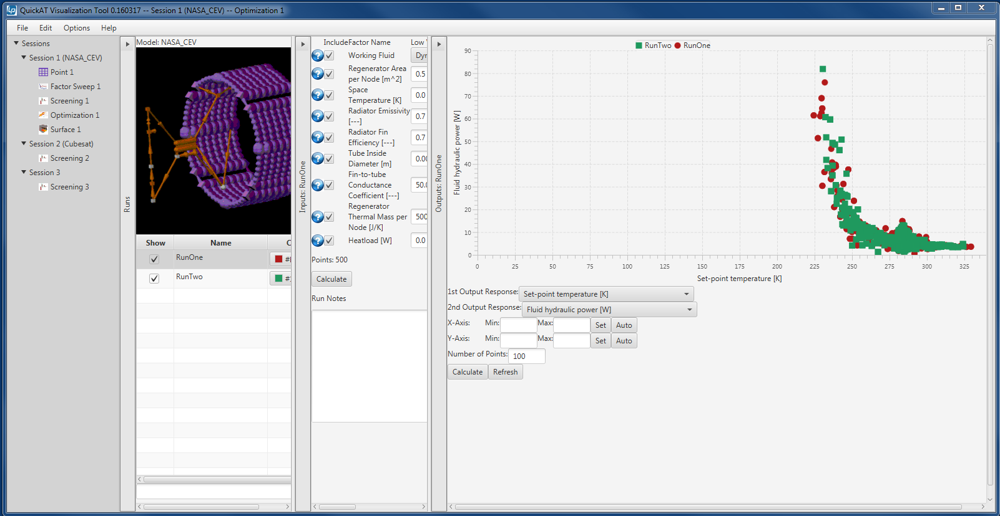 QuickAT Visualization Tool 0.160317 -- Session 1 (NASA_CEV) -- Optimization 1
File Edit Options Help
Sessions
Session 1 (NASA_CEV)
Point 1
Factor Sweep 1
Screening 1
Optimization 1
Surface 1
Session 2 (Cubesat)
Screening 2
Session 3
Screening 3
Runs
Model: NASA_CEV
Show Name
RunOne
RunTwo
Inputs: RunOne
Include Factor Name Low
Working Fluid
Regenerator Area
per Node [m^2] 0.5
Space
Temperature [K] 0.0
Radiator Emissivity
[---] 0.7
Radiator Fin
Efficiency [---] 0.7
Tube Inside
Diameter [m]
Fin-to-tube
Conductance
Coefficient [---]
Regenerator
Thermal Mass per
Node [J/K] 500
Heatload [W] 0.0
Points: 500
Calculate
Run Notes
Outputs: RunOne
RunTwo RunOne
90
80
70
60
50
40
30
20
10
0
Fluid hydraulic power [W]
0 25 50 75 100 125 150 175 200 225 250 275 300 325
Set-point temperature [K]
1st Output Response: Set-point temperature [K]
2nd Output Response: Fluid hydraulic power [W]
X-Axis: Min: Max: Set Auto
Y-Axis: Min: Max: Set Auto
Number of Points: 100
Calculate Refresh